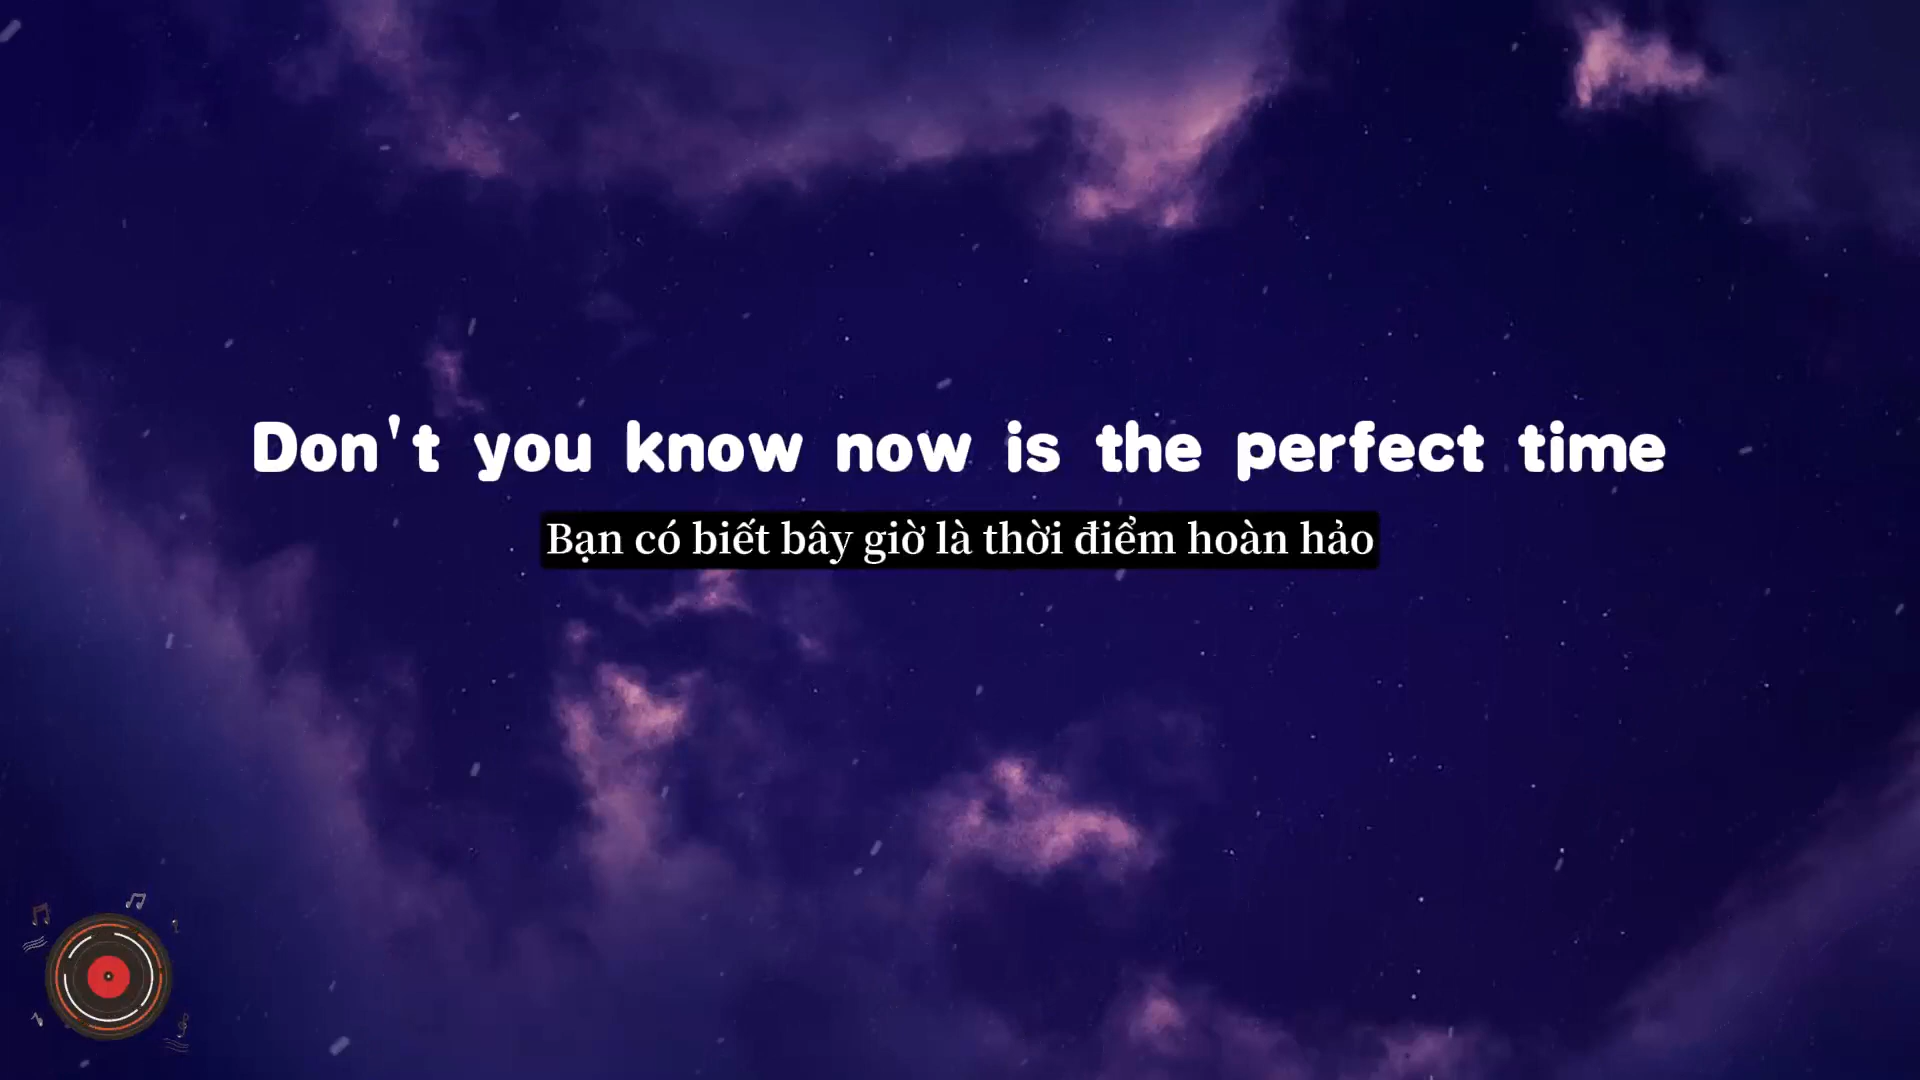 Don't you know now is the perfect time
Bạn có biết bây giờ là thời điểm hoàn hảo